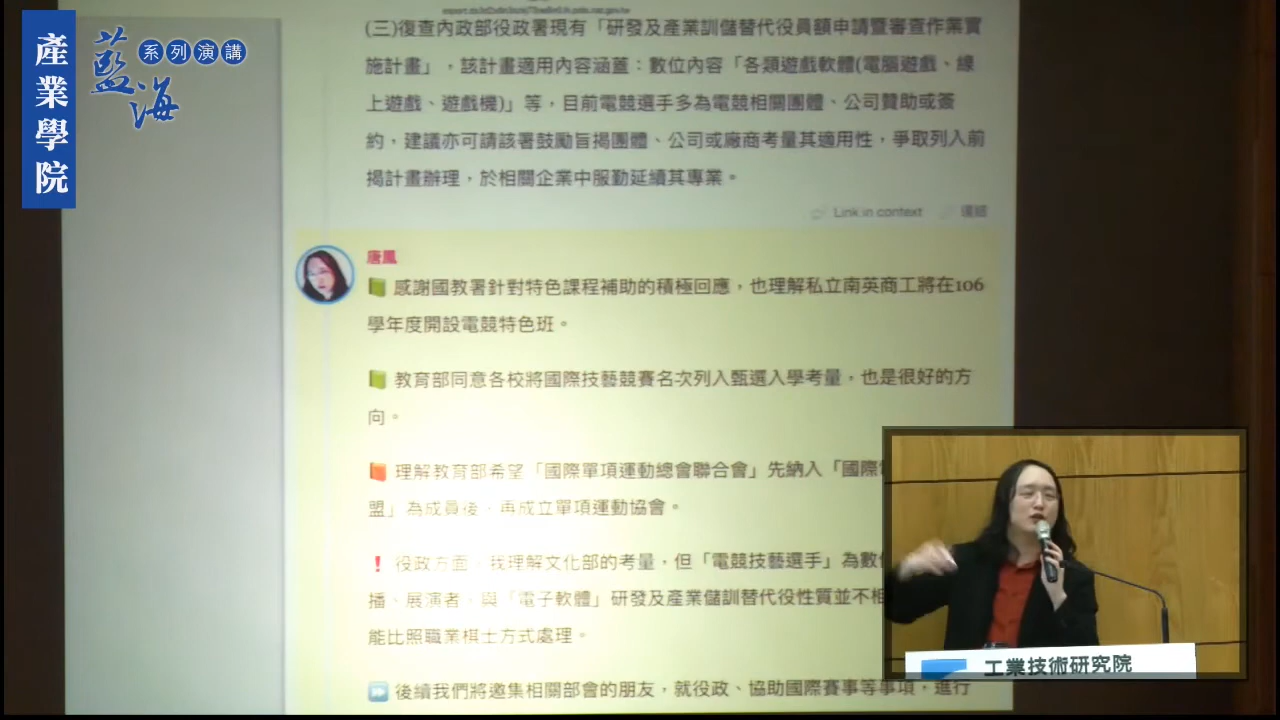 產業學院
藍海
系列演講
(三)復查內政部役政署現有「研發及產業訓儲替代役員額申請暨審查作業實
施計畫」，該計畫適用內容涵蓋：數位內容「各類遊戲軟體(電腦遊戲、線
上遊戲、遊戲機)」等，目前電競選手多為電競相關團體、公司贊助或簽
約，建議亦可請該署鼓勵旨揭團體、公司或廠商考量其適用性，爭取列入前
揭計畫辦理，於相關企業中服勤延續其專業。
Link in context
唐鳳
感謝國教署針對特色課程補助的積極回應，也理解私立南英商工將在106
學年度開設電競特色班。
教育部同意各校將國際技藝競賽名次列入甄選入學考量，也是很好的方
向。
理解教育部希望「國際單項運動總會聯合會」先納入「國際
盟」為成員後，再成立單項運動協會。
役政方面，我理解文化部的考量，但「電競技藝選手」為數
播、展演者，與「電子軟體」研發及產業儲訓替代役性質並不
能比照職業棋士方式處理。
後續我們將邀集相關部會的朋友，就役政、協助國際賽事等事項，進行
工業技術研究院